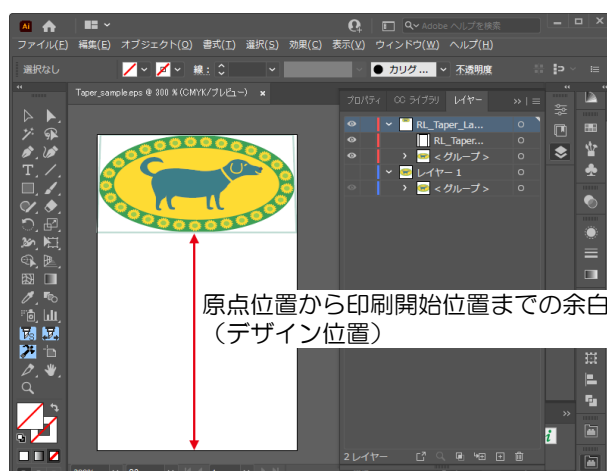 Ai
Adobe ヘルプを検索
ファイル(F) 編集(E) オブジェクト(O) 書式(T) 選択(S) 効果(C) 表示(V) ウィンドウ(W) ヘルプ(H)
選択なし 線: カリグ... 不透明度
Taper_sample.eps @ 300 % (CMYK/プレビュー) ×
プロパティ CC ライブラリ レイヤー
RL_Taper_La...
RL_Taper...
<グループ>
レイヤー 1
<グループ>
原点位置から印刷開始位置までの余白
（デザイン位置）
2 レイヤー